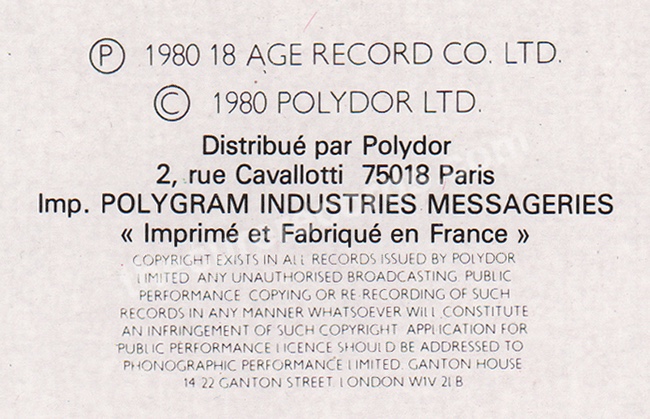 ℗ 1980 18 AGE RECORD CO. LTD.
© 1980 POLYDOR LTD.
Distribué par Polydor
2, rue Cavallotti 75018 Paris
Imp. POLYGRAM INDUSTRIES MESSAGERIES
« Imprimé et Fabriqué en France »
COPYRIGHT EXISTS IN ALL RECORDS ISSUED BY POLYDOR
LIMITED. ANY UNAUTHORISED BROADCASTING. PUBLIC
PERFORMANCE. COPYING OR RE-RECORDING OF SUCH
RECORDS IN ANY MANNER WHATSOEVER WILL CONSTITUTE
AN INFRINGEMENT OF SUCH COPYRIGHT. APPLICATION FOR
PUBLIC PERFORMANCE LICENCE SHOULD BE ADDRESSED TO
PHONOGRAPHIC PERFORMANCE LIMITED. GANTON HOUSE
14-22 GANTON STREET. LONDON W1V 2LB